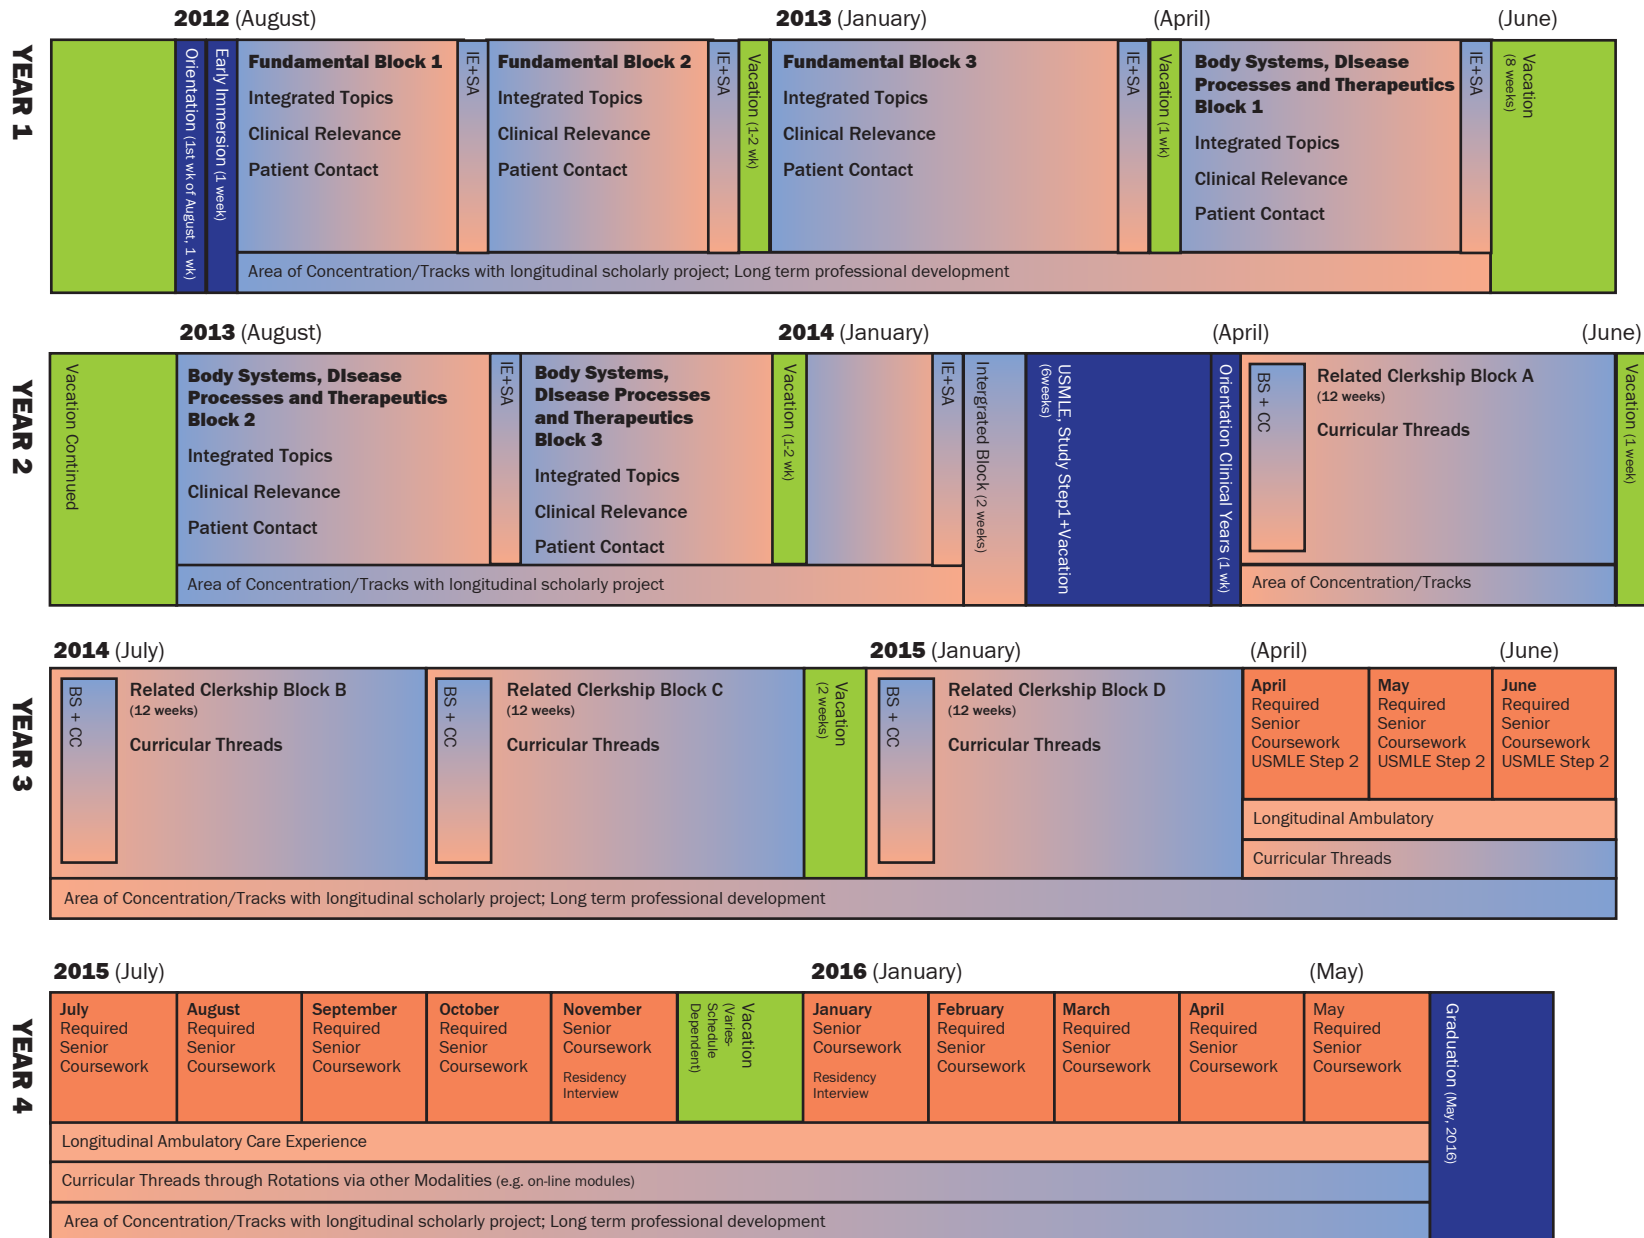 2012 (August)
2013 (January)
(April)
(June)
YEAR 1
Orientation (1st wk of August, 1 wk)
Early Immersion (1 week)
Fundamental Block 1
Integrated Topics
Clinical Relevance
Patient Contact
IE+SA
Fundamental Block 2
Integrated Topics
Clinical Relevance
Patient Contact
IE+SA
Vacation (1-2 wk)
Fundamental Block 3
Integrated Topics
Clinical Relevance
Patient Contact
IE+SA
Vacation (1 wk)
Body Systems, DIsease
Processes and Therapeutics
Block 1
Integrated Topics
Clinical Relevance
Patient Contact
IE+SA
Vacation
(8 weeks)
Area of Concentration/Tracks with longitudinal scholarly project; Long term professional development
2013 (August)
2014 (January)
(April)
(June)
YEAR 2
Vacation Continued
Body Systems, DIsease
Processes and Therapeutics
Block 2
Integrated Topics
Clinical Relevance
Patient Contact
IE+SA
Body Systems,
DIsease Processes
and Therapeutics
Block 3
Integrated Topics
Clinical Relevance
Patient Contact
Vacation (1-2 wk)
IE+SA
Intergrated Block (2 weeks)
USMLE, Study Step1+Vacation
(6weeks)
Orientation Clinical Years (1 wk)
BS + CC
Related Clerkship Block A
(12 weeks)
Curricular Threads
Vacation (1 week)
Area of Concentration/Tracks with longitudinal scholarly project
Area of Concentration/Tracks
2014 (July)
2015 (January)
(April)
(June)
YEAR 3
BS + CC
Related Clerkship Block B
(12 weeks)
Curricular Threads
BS + CC
Related Clerkship Block C
(12 weeks)
Curricular Threads
Vacation
(2 weeks)
BS + CC
Related Clerkship Block D
(12 weeks)
Curricular Threads
April
Required
Senior
Coursework
USMLE Step 2
May
Required
Senior
Coursework
USMLE Step 2
June
Required
Senior
Coursework
USMLE Step 2
Longitudinal Ambulatory
Curricular Threads
Area of Concentration/Tracks with longitudinal scholarly project; Long term professional development
2015 (July)
2016 (January)
(May)
YEAR 4
July
Required
Senior
Coursework
August
Required
Senior
Coursework
September
Required
Senior
Coursework
October
Required
Senior
Coursework
November
Senior
Coursework
Residency
Interview
Vacation
(Varies-
Schedule
Dependent)
January
Senior
Coursework
Residency
Interview
February
Required
Senior
Coursework
March
Required
Senior
Coursework
April
Required
Senior
Coursework
May
Required
Senior
Coursework
Graduation (May, 2016)
Longitudinal Ambulatory Care Experience
Curricular Threads through Rotations via other Modalities (e.g. on-line modules)
Area of Concentration/Tracks with longitudinal scholarly project; Long term professional development